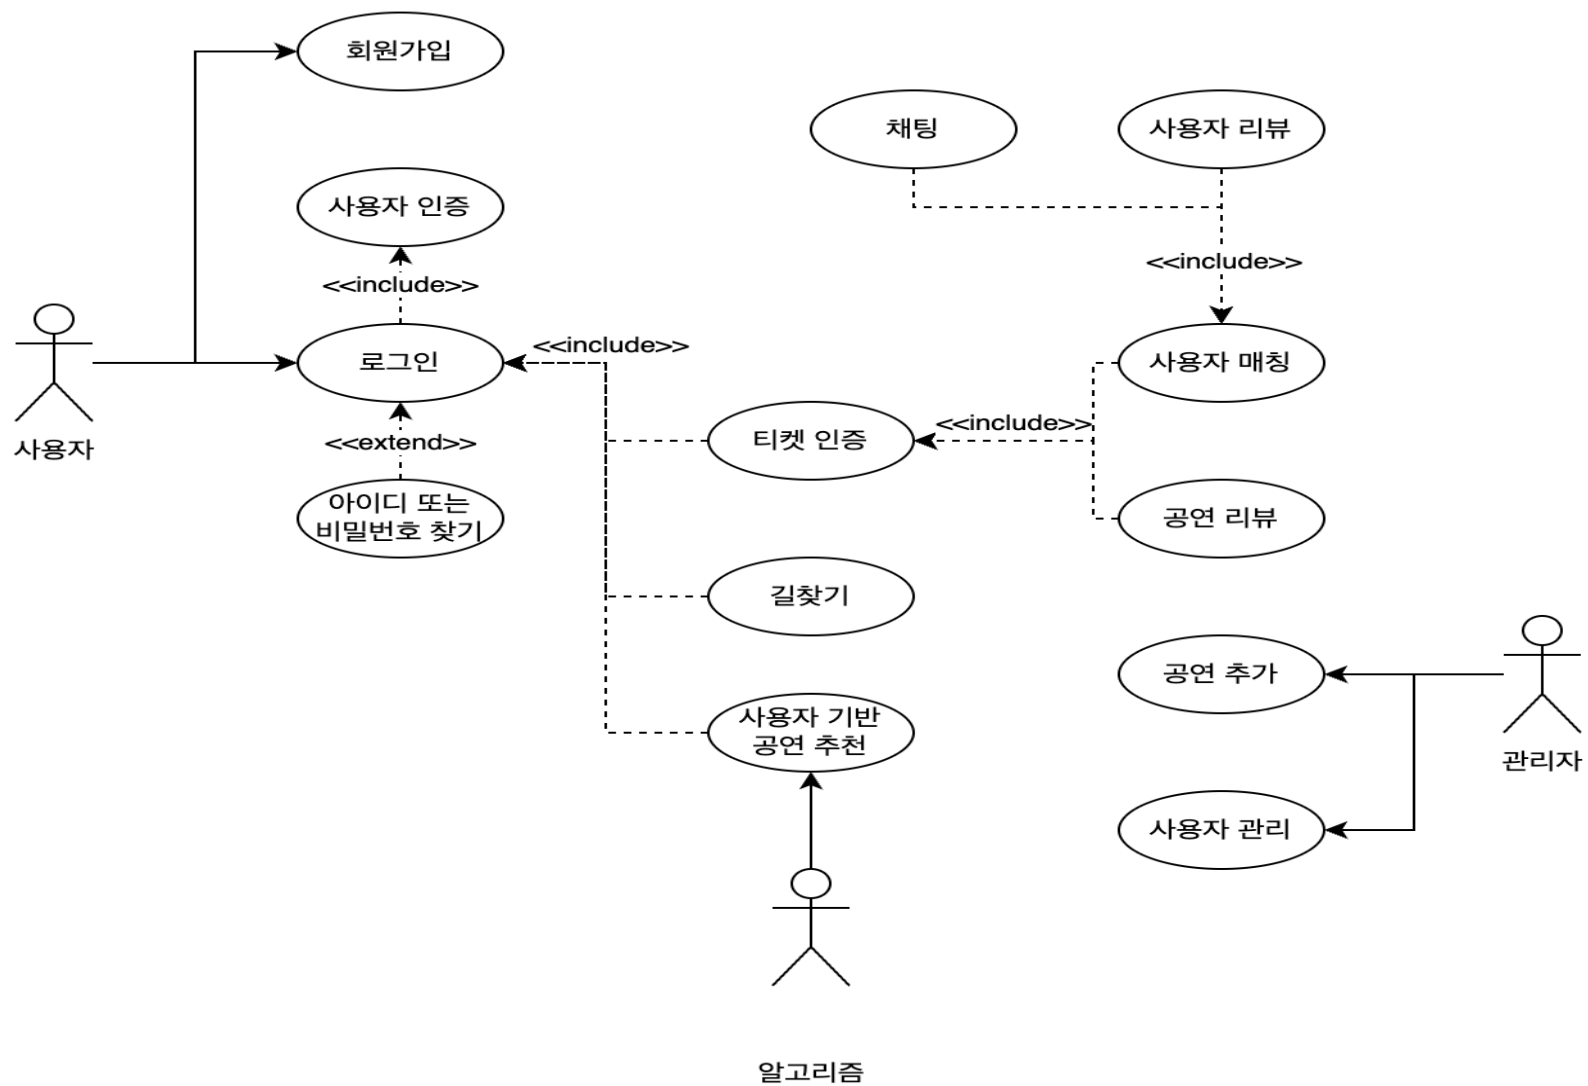 회원가입
채팅
사용자 리뷰
사용자 인증
<<include>>
<<include>>
로그인
<<include>>
사용자 매칭
사용자
<<extend>>
티켓 인증
<<include>>
아이디 또는
비밀번호 찾기
공연 리뷰
길찾기
공연 추가
사용자 기반
공연 추천
관리자
사용자 관리
알고리즘